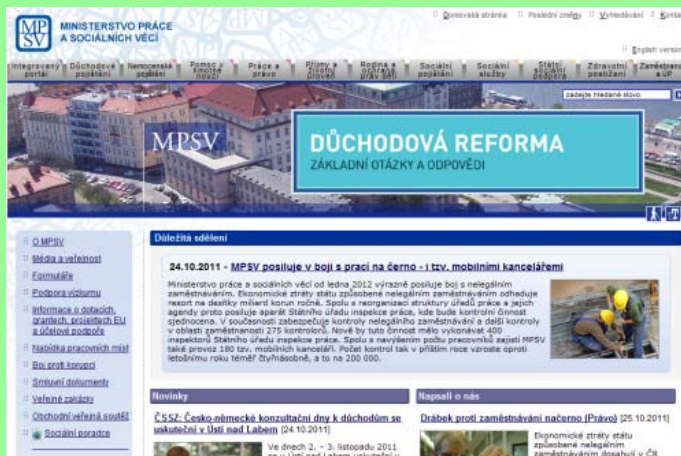 Domovská stránka Poslední změny Vyhledávání
MINISTERSTVO PRÁCE
A SOCIÁLNÍCH VĚCÍ
English version
Integrovaný portál Důchodové pojištění Nemocenské pojištění Pomoc v hmotné nouzi Práce a právo Příjmy a životní úroveň Rodina a ochrana práv dětí Sociální pojištění Sociální služby Státní sociální podpora Zdravotní postižení
zadejte hledané slovo
MPSV
DŮCHODOVÁ REFORMA
ZÁKLADNÍ OTÁZKY A ODPOVĚDI
O MPSV
Média a veřejnost
Formuláře
Podpora výzkumu
Informace o dotacích,
grantech, projektech EU
a účelové podpoře
Nabídka pracovních míst
Boj proti korupci
Smluvní dokumenty
Veřejné zakázky
Obchodní veřejná soutěž
Sociální poradce
Důležitá sdělení
24.10.2011 - MPSV posiluje v boji s prací na černo - i tzv. mobilními kancelářemi
Ministerstvo práce a sociálních věcí od ledna 2012 výrazně posiluje boj s nelegálním
zaměstnáváním. Ekonomické ztráty státu způsobené nelegálním zaměstnáváním odhaduje
resort na desítky miliard korun ročně. Spolu s reorganizací struktury úřadů práce a jejich
agendy proto posiluje aparát Státního úřadu inspekce práce, kde bude kontrolní činnost
sjednocena. V současnosti zabezpečuje kontroly nelegálního zaměstnávání a další kontroly
v oblasti zaměstnanosti 275 kontrolorů. Nově by tuto činnost mělo vykonávat 400
inspektorů Státního úřadu inspekce práce. Spolu s navýšením počtu pracovníků zajistí MPSV
také provoz 180 tzv. mobilních kanceláří. Počet kontrol tak v příštím roce vzroste oproti
letošnímu roku téměř čtyřnásobně, a to na 200 000.
Novinky
ČSSZ: Česko-německé konzultační dny k důchodům se
uskuteční v Ústí nad Labem [24.10.2011]
Ve dnech 2. – 3. listopadu 2011
se v Ústí nad Labem uskuteční v
Napsali o nás
Drábek proti zaměstnávání načerno (Právo) [25.10.2011]
Ekonomické ztráty státu
způsobené nelegálním
zaměstnáváním dosahují v ČR